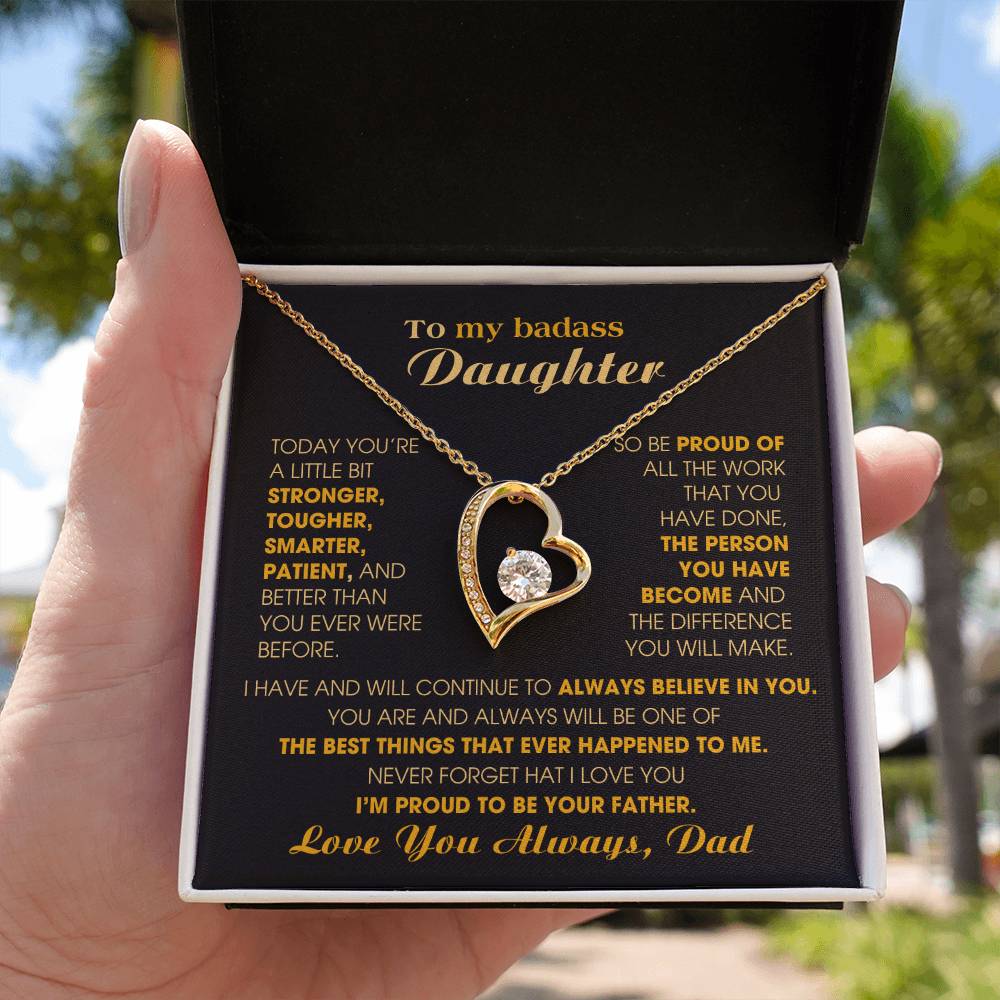 To my badass
Daughter
TODAY YOU'RE
A LITTLE BIT
STRONGER,
TOUGHER,
SMARTER,
PATIENT, AND
BETTER THAN
YOU EVER WERE
BEFORE.
SO BE PROUD OF
ALL THE WORK
THAT YOU
HAVE DONE,
THE PERSON
YOU HAVE
BECOME AND
THE DIFFERENCE
YOU WILL MAKE.
I HAVE AND WILL CONTINUE TO ALWAYS BELIEVE IN YOU.
YOU ARE AND ALWAYS WILL BE ONE OF
THE BEST THINGS THAT EVER HAPPENED TO ME.
NEVER FORGET HAT I LOVE YOU
I'M PROUD TO BE YOUR FATHER.
Love You Always, Dad